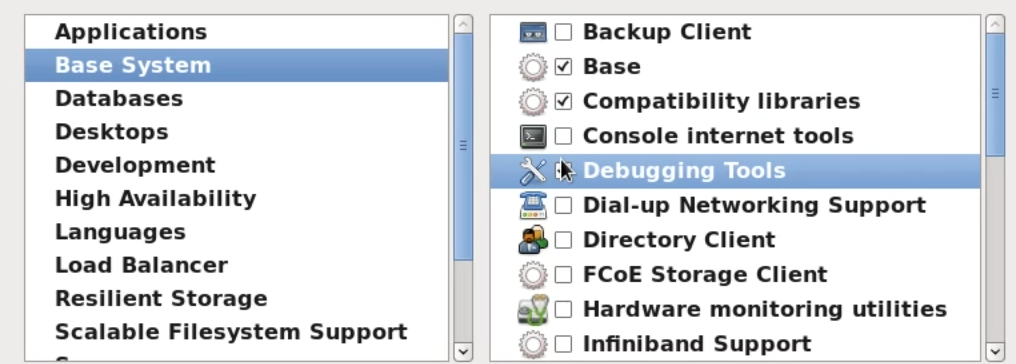 Applications
Base System
Databases
Desktops
Development
High Availability
Languages
Load Balancer
Resilient Storage
Scalable Filesystem Support
Backup Client
Base
Compatibility libraries
Console internet tools
Debugging Tools
Dial-up Networking Support
Directory Client
FCoE Storage Client
Hardware monitoring utilities
Infiniband Support